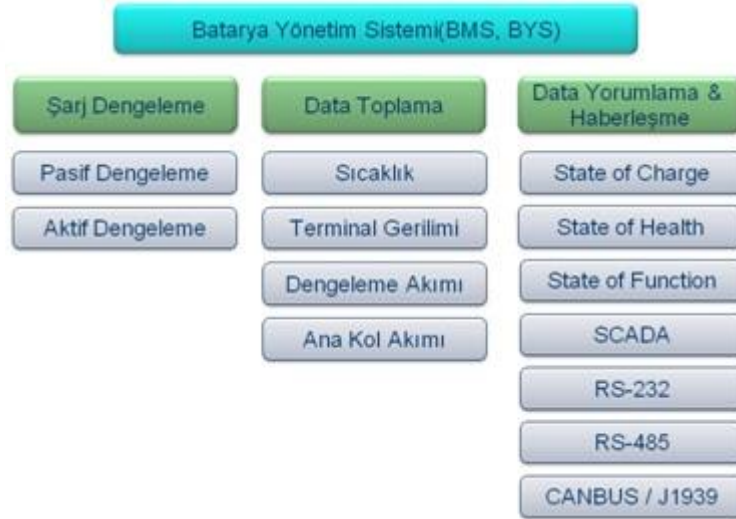 Batarya Yönetim Sistemi(BMS, BYS)
Şarj Dengeleme
Pasif Dengeleme
Aktif Dengeleme
Data Toplama
Sıcaklık
Terminal Gerilimi
Dengeleme Akımı
Ana Kol Akımı
Data Yorumlama &
Haberleşme
State of Charge
State of Health
State of Function
SCADA
RS-232
RS-485
CANBUS / J1939